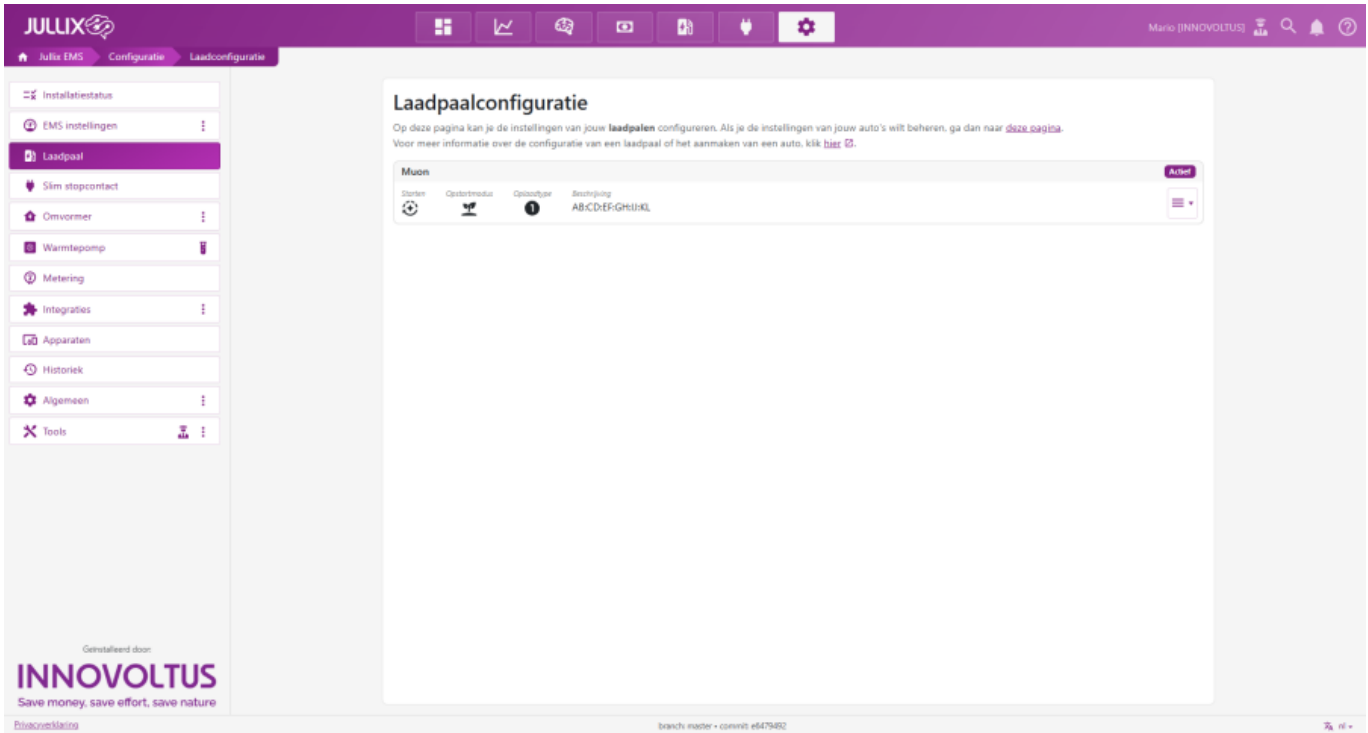 JULLIX
Mario [INNOVOLTUS]
Jullix EMS
Configuratie
Laadconfiguratie
Installatiestatus
EMS instellingen
Laadpaal
Slim stopcontact
Omvormer
Warmtepomp
Metering
Integraties
Apparaten
Historiek
Algemeen
Tools
Geïnstalleerd door:
INNOVOLTUS
Save money, save effort, save nature
Laadpaalconfiguratie
Op deze pagina kan je de instellingen van jouw laadpalen configureren. Als je de instellingen van jouw auto's wilt beheren, ga dan naar deze pagina.
Voor meer informatie over de configuratie van een laadpaal of het aanmaken van een auto, klik hier.
Muon
Actief
Starten Opstartmodus Oplaadtype Beschrijving
1 AB:CD:EF:GH:IJ:KL
Privacyverklaring
branch: master • commit: e6479492
nl